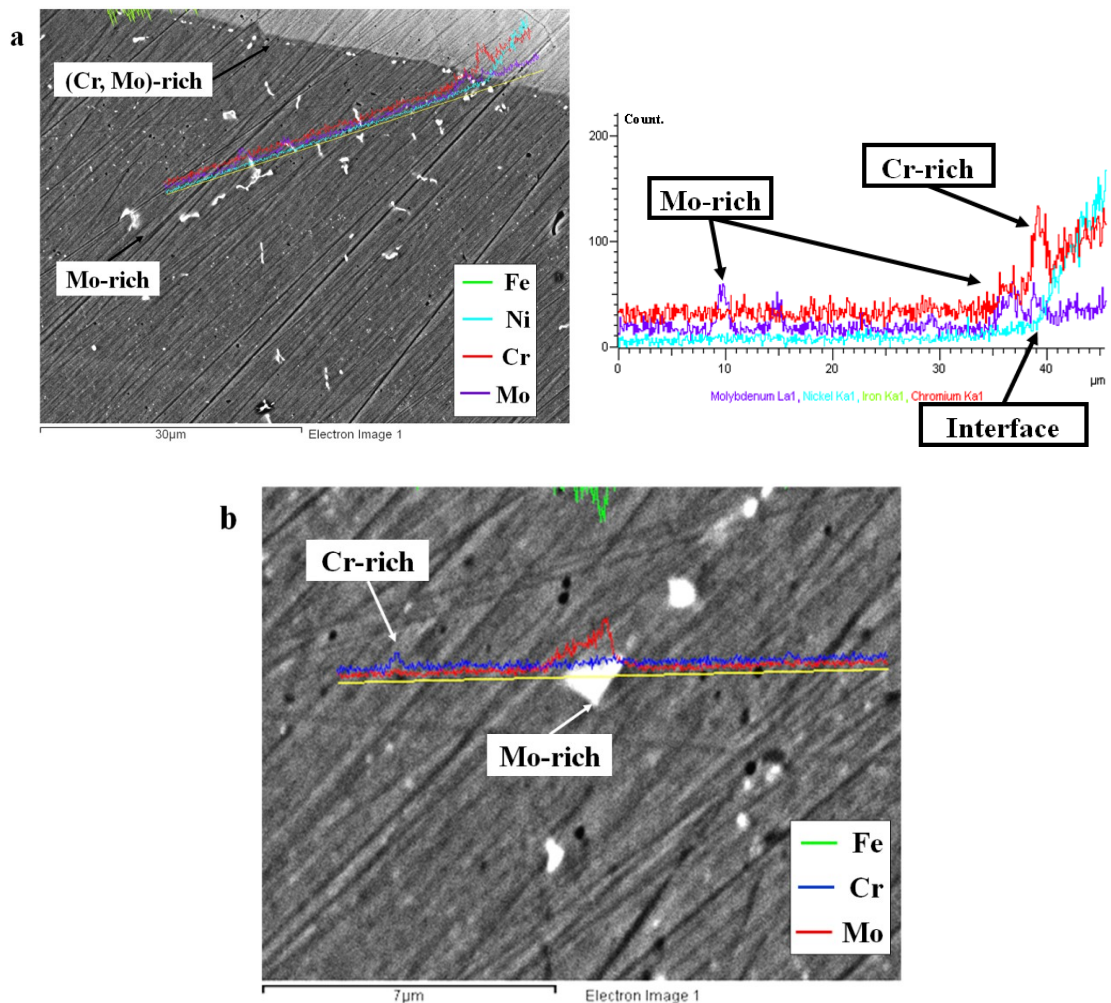 a
(Cr, Mo)-rich
Mo-rich
Fe
Ni
Cr
Mo
30µm
Electron Image 1
Count.
200
100
0
Mo-rich
Cr-rich
0
10
20
30
40
µm
Molybdenum La1, Nickel Ka1, Iron Ka1, Chromium Ka1
Interface
b
Cr-rich
Mo-rich
Fe
Cr
Mo
7µm
Electron Image 1